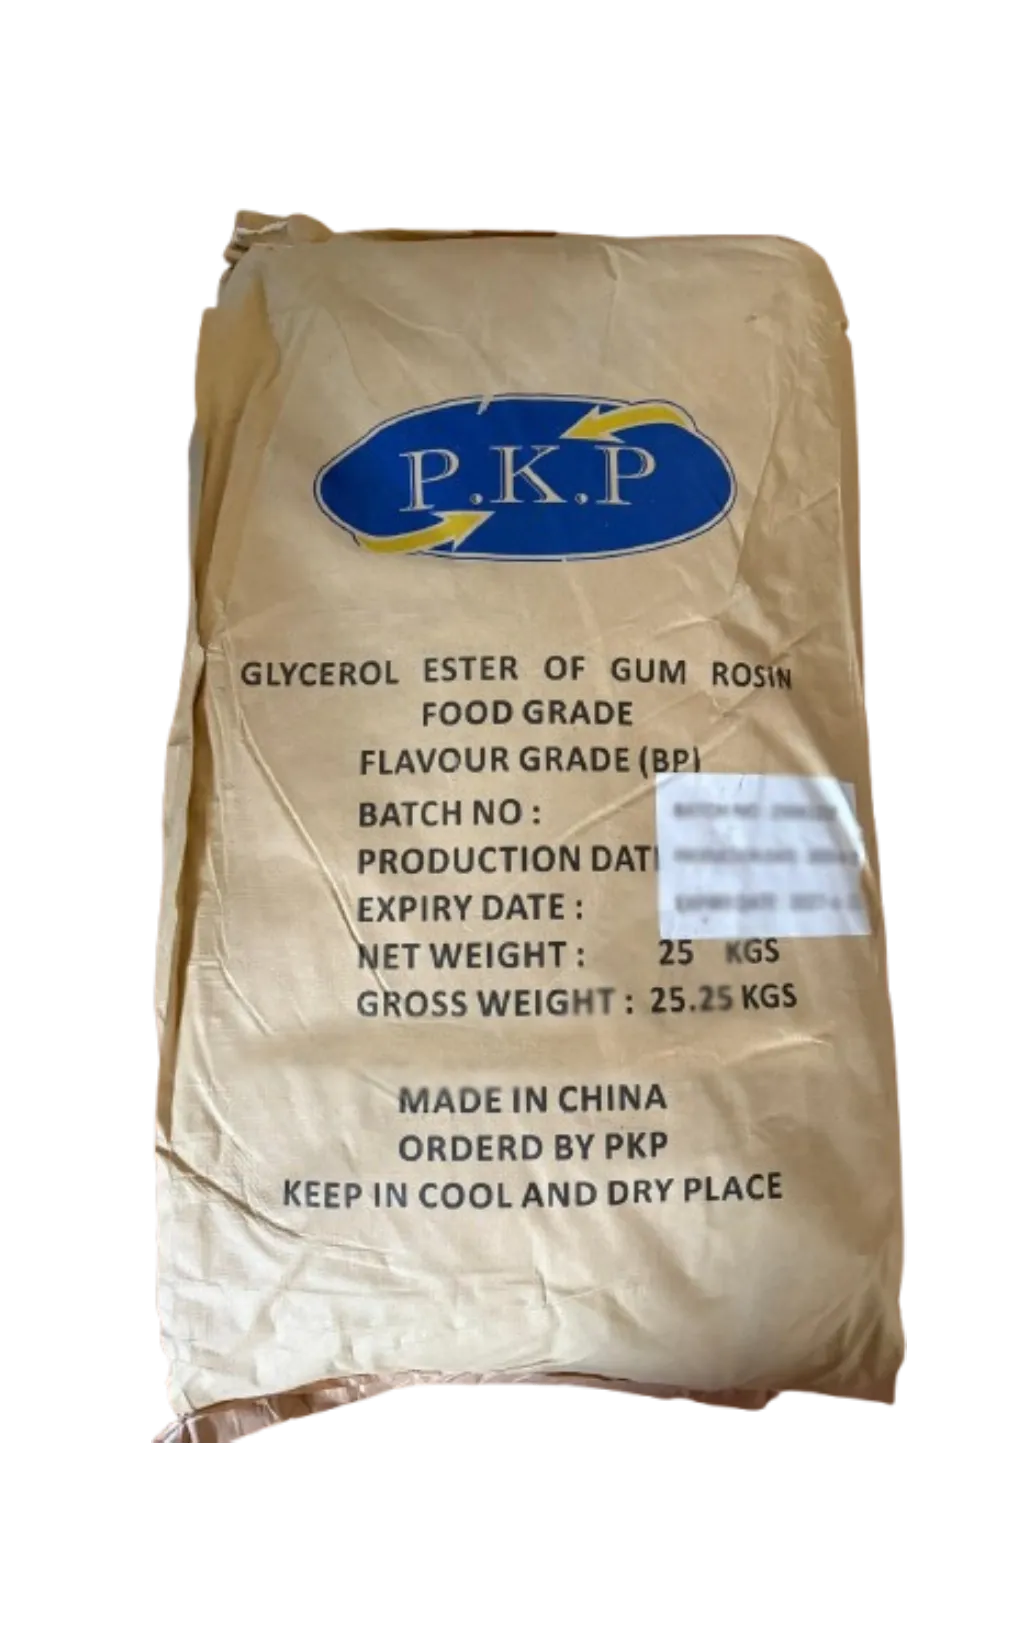 P.K.P
GLYCEROL ESTER OF GUM ROSIN
FOOD GRADE
FLAVOUR GRADE (BP)
BATCH NO :
PRODUCTION DAT
EXPIRY DATE :
NET WEIGHT : 25 KGS
GROSS WEIGHT : 25.25 KGS
MADE IN CHINA
ORDERD BY PKP
KEEP IN COOL AND DRY PLACE